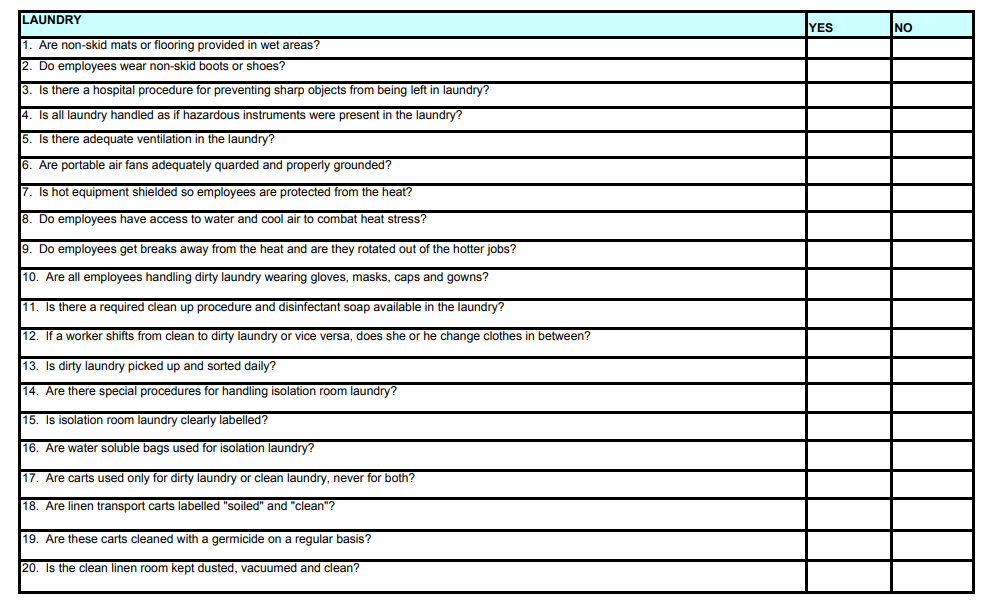 LAUNDRY YES NO
1. Are non-skid mats or flooring provided in wet areas?
2. Do employees wear non-skid boots or shoes?
3. Is there a hospital procedure for preventing sharp objects from being left in laundry?
4. Is all laundry handled as if hazardous instruments were present in the laundry?
5. Is there adequate ventilation in the laundry?
6. Are portable air fans adequately quarded and properly grounded?
7. Is hot equipment shielded so employees are protected from the heat?
8. Do employees have access to water and cool air to combat heat stress?
9. Do employees get breaks away from the heat and are they rotated out of the hotter jobs?
10. Are all employees handling dirty laundry wearing gloves, masks, caps and gowns?
11. Is there a required clean up procedure and disinfectant soap available in the laundry?
12. If a worker shifts from clean to dirty laundry or vice versa, does she or he change clothes in between?
13. Is dirty laundry picked up and sorted daily?
14. Are there special procedures for handling isolation room laundry?
15. Is isolation room laundry clearly labelled?
16. Are water soluble bags used for isolation laundry?
17. Are carts used only for dirty laundry or clean laundry, never for both?
18. Are linen transport carts labelled "soiled" and "clean"?
19. Are these carts cleaned with a germicide on a regular basis?
20. Is the clean linen room kept dusted, vacuumed and clean?